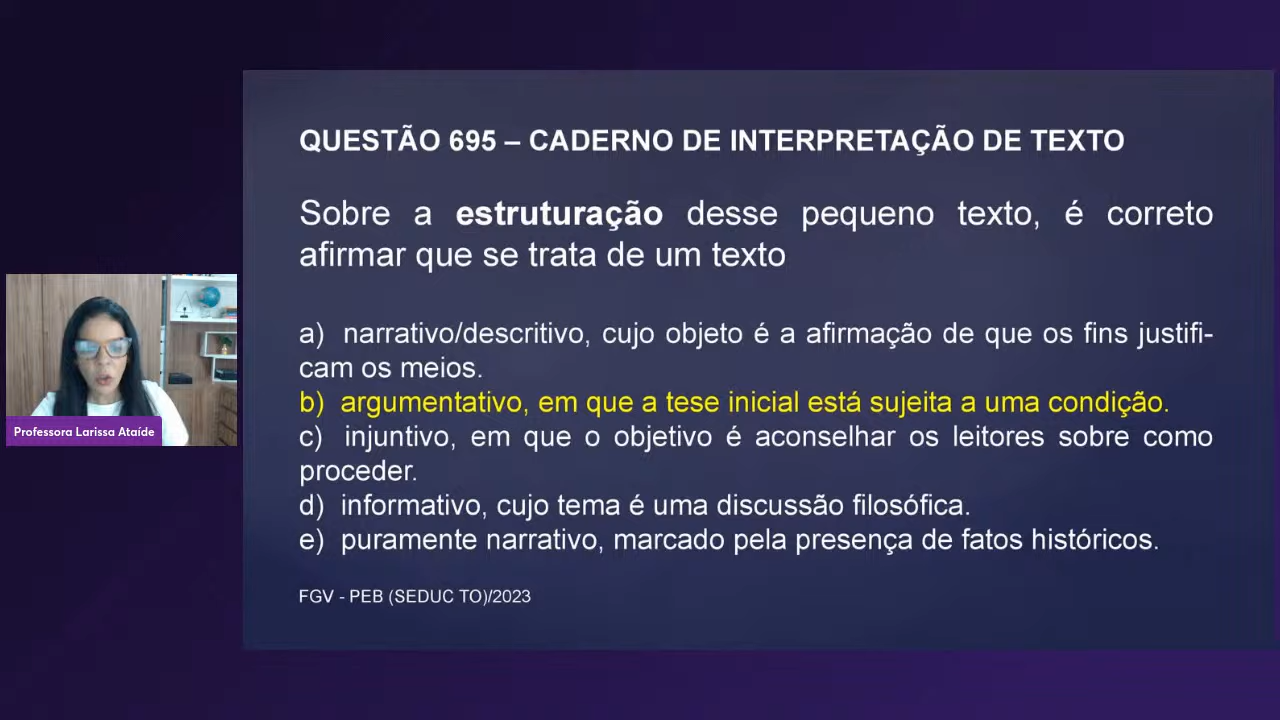 QUESTÃO 695 – CADERNO DE INTERPRETAÇÃO DE TEXTO
Sobre a estruturação desse pequeno texto, é correto
afirmar que se trata de um texto
a) narrativo/descritivo, cujo objeto é a afirmação de que os fins justifi-
cam os meios.
b) argumentativo, em que a tese inicial está sujeita a uma condição.
c) injuntivo, em que o objetivo é aconselhar os leitores sobre como
proceder.
d) informativo, cujo tema é uma discussão filosófica.
e) puramente narrativo, marcado pela presença de fatos históricos.
FGV - PEB (SEDUC TO)/2023
Professora Larissa Ataíde